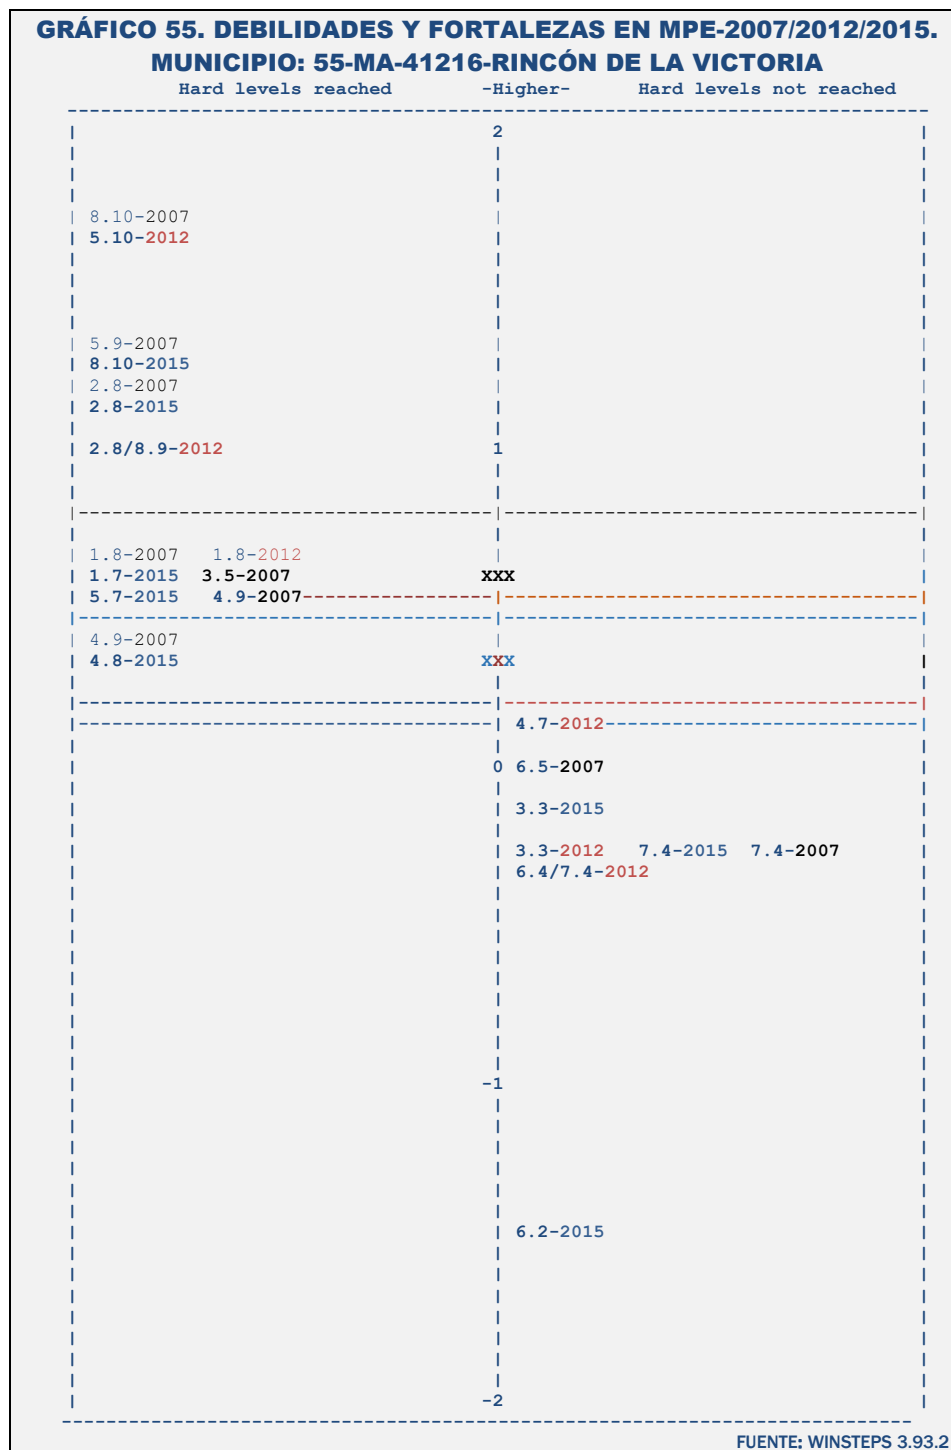 GRÁFICO 55. DEBILIDADES Y FORTALEZAS EN MPE-2007/2012/2015.
MUNICIPIO: 55-MA-41216-RINCÓN DE LA VICTORIA
Hard levels reached -Higher- Hard levels not reached
2
8.10-2007
5.10-2012
5.9-2007
8.10-2015
2.8-2007
2.8-2015
2.8/8.9-2012 1
1.8-2007 1.8-2012
1.7-2015 3.5-2007 XXX
5.7-2015 4.9-2007
4.9-2007
4.8-2015 XXX
4.7-2012
0 6.5-2007
3.3-2015
3.3-2012 7.4-2015 7.4-2007
6.4/7.4-2012
-1
6.2-2015
-2
FUENTE: WINSTEPS 3.93.2